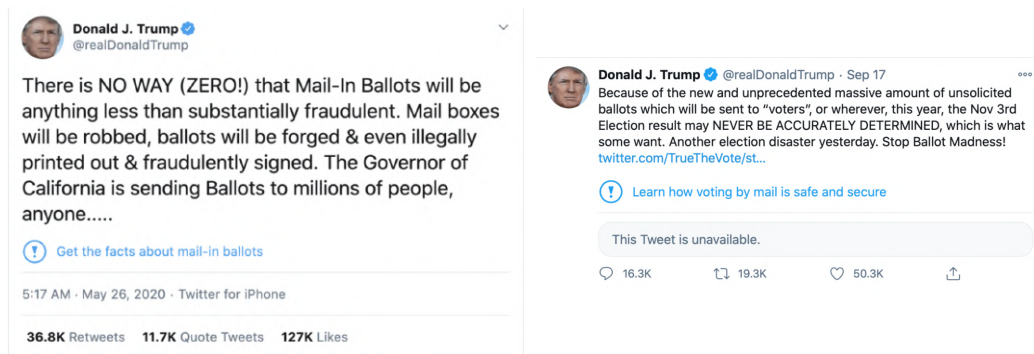 Donald J. Trump
@realDonaldTrump
There is NO WAY (ZERO!) that Mail-In Ballots will be
anything less than substantially fraudulent. Mail boxes
will be robbed, ballots will be forged & even illegally
printed out & fraudulently signed. The Governor of
California is sending Ballots to millions of people,
anyone.....
Get the facts about mail-in ballots
5:17 AM · May 26, 2020 · Twitter for iPhone
36.8K Retweets 11.7K Quote Tweets 127K Likes
Donald J. Trump @realDonaldTrump · Sep 17
Because of the new and unprecedented massive amount of unsolicited
ballots which will be sent to “voters”, or wherever, this year, the Nov 3rd
Election result may NEVER BE ACCURATELY DETERMINED, which is what
some want. Another election disaster yesterday. Stop Ballot Madness!
twitter.com/TrueTheVote/st...
Learn how voting by mail is safe and secure
This Tweet is unavailable.
16.3K 19.3K 50.3K